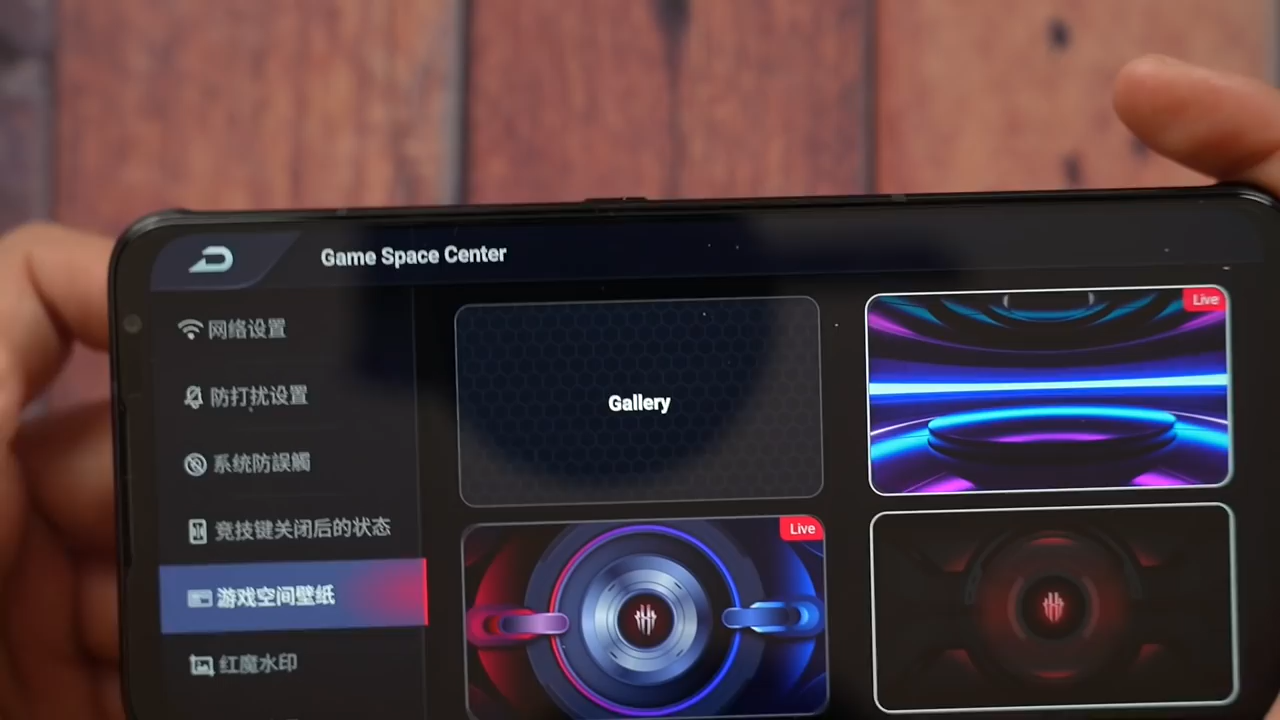 Game Space Center
网络设置
防打扰设置
系统防誤觸
竞技键关闭后的状态
游戏空间壁纸
红魔水印
Gallery
Live
Live